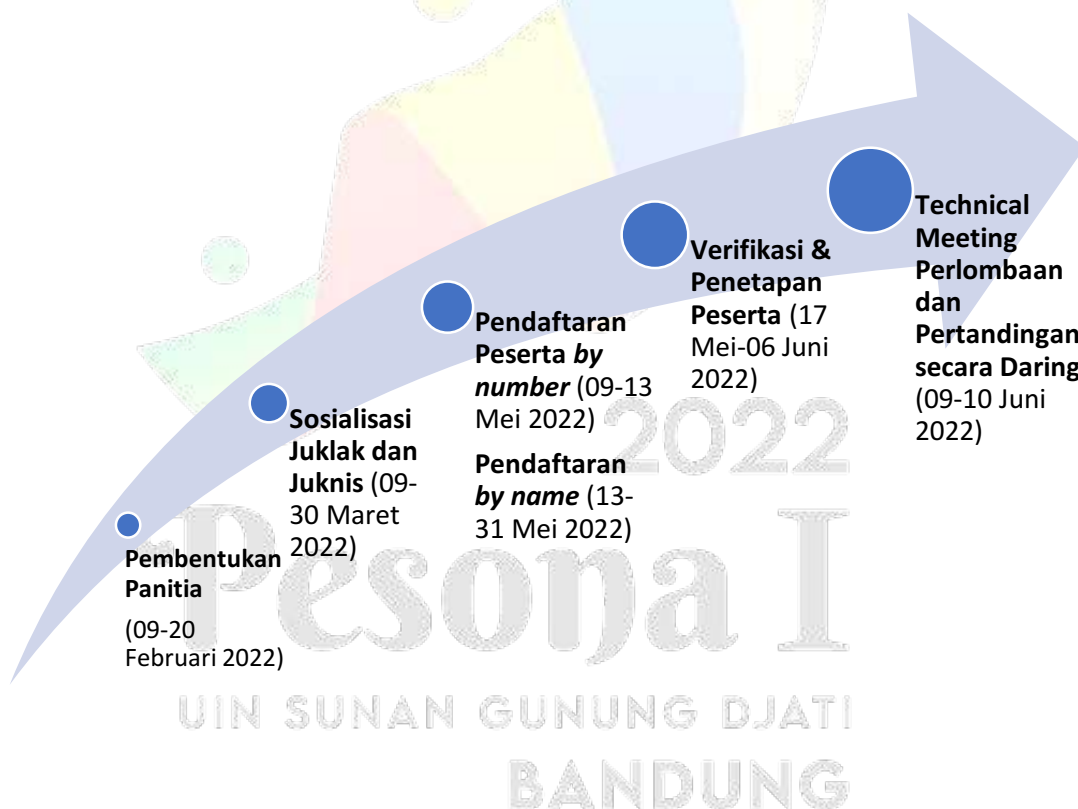 Pembentukan
Panitia
(09-20
Februari 2022)
Sosialisasi
Juklak dan
Juknis (09-
30 Maret
2022)
Pendaftaran
Peserta by
number (09-13
Mei 2022)
Pendaftaran
by name (13-
31 Mei 2022)
Verifikasi &
Penetapan
Peserta (17
Mei-06 Juni
2022)
Technical
Meeting
Perlombaan
dan
Pertandingan
secara Daring
(09-10 Juni
2022)
2022
Pesona I
UIN SUNAN GUNUNG DJATI
BANDUNG